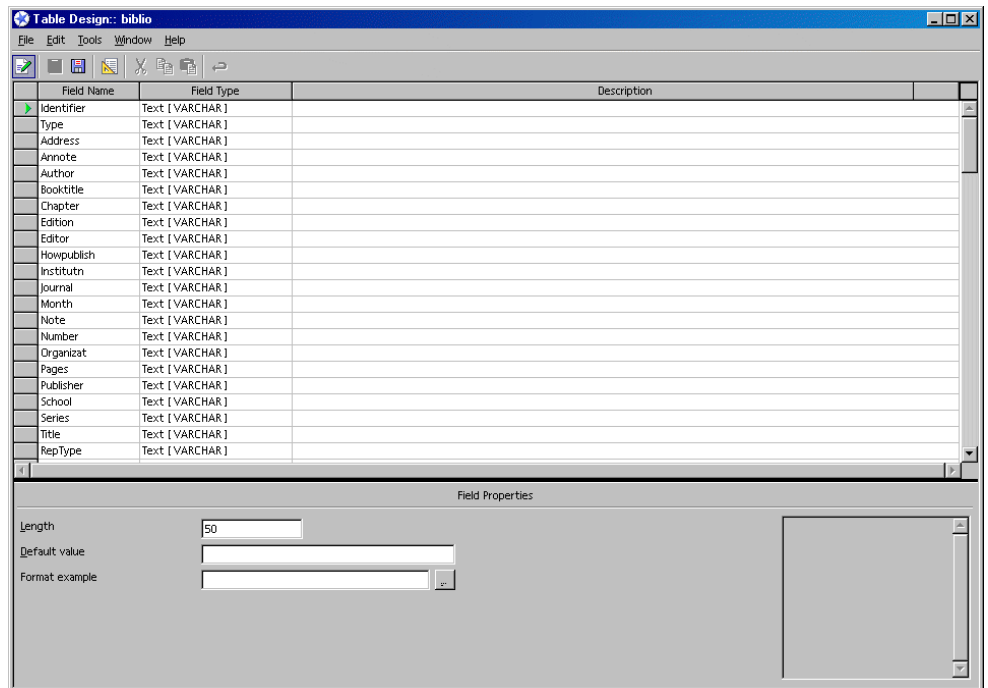 Table Design:: biblio
File Edit Tools Window Help
Field Name Field Type Description
Identifier Text [ VARCHAR ]
Type Text [ VARCHAR ]
Address Text [ VARCHAR ]
Annote Text [ VARCHAR ]
Author Text [ VARCHAR ]
Booktitle Text [ VARCHAR ]
Chapter Text [ VARCHAR ]
Edition Text [ VARCHAR ]
Editor Text [ VARCHAR ]
Howpublish Text [ VARCHAR ]
Institutn Text [ VARCHAR ]
Journal Text [ VARCHAR ]
Month Text [ VARCHAR ]
Note Text [ VARCHAR ]
Number Text [ VARCHAR ]
Organizat Text [ VARCHAR ]
Pages Text [ VARCHAR ]
Publisher Text [ VARCHAR ]
School Text [ VARCHAR ]
Series Text [ VARCHAR ]
Title Text [ VARCHAR ]
RepType Text [ VARCHAR ]
Field Properties
Length 50
Default value
Format example ...